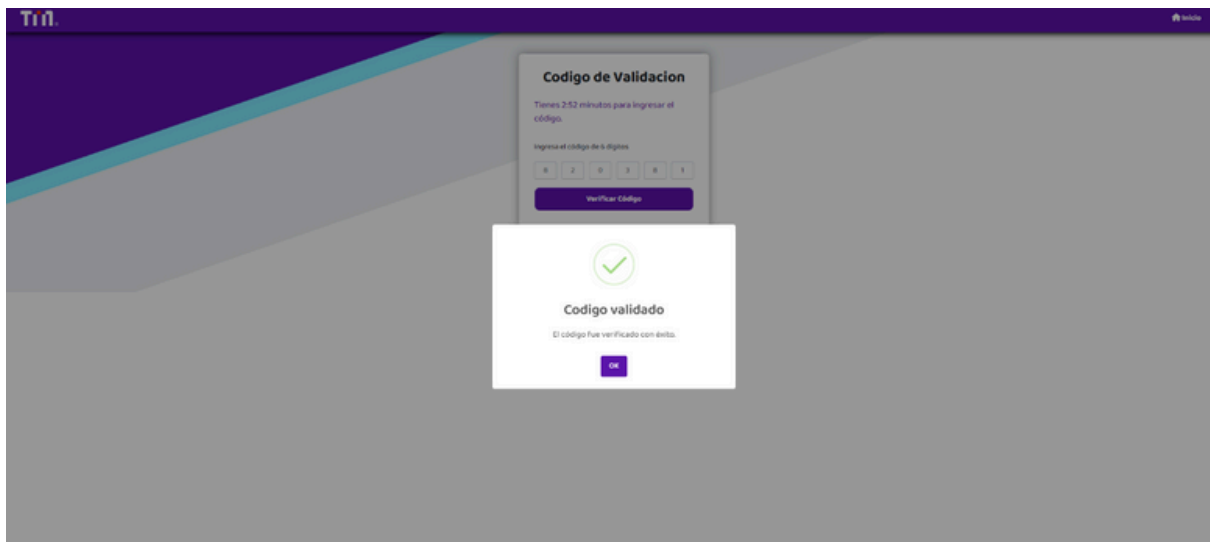 Inicio
Codigo de Validacion
Tienes 2:52 minutos para ingresar el
código.
Ingresa el código de 6 dígitos
Verificar Código
Codigo validado
El código fue verificado con éxito.
OK